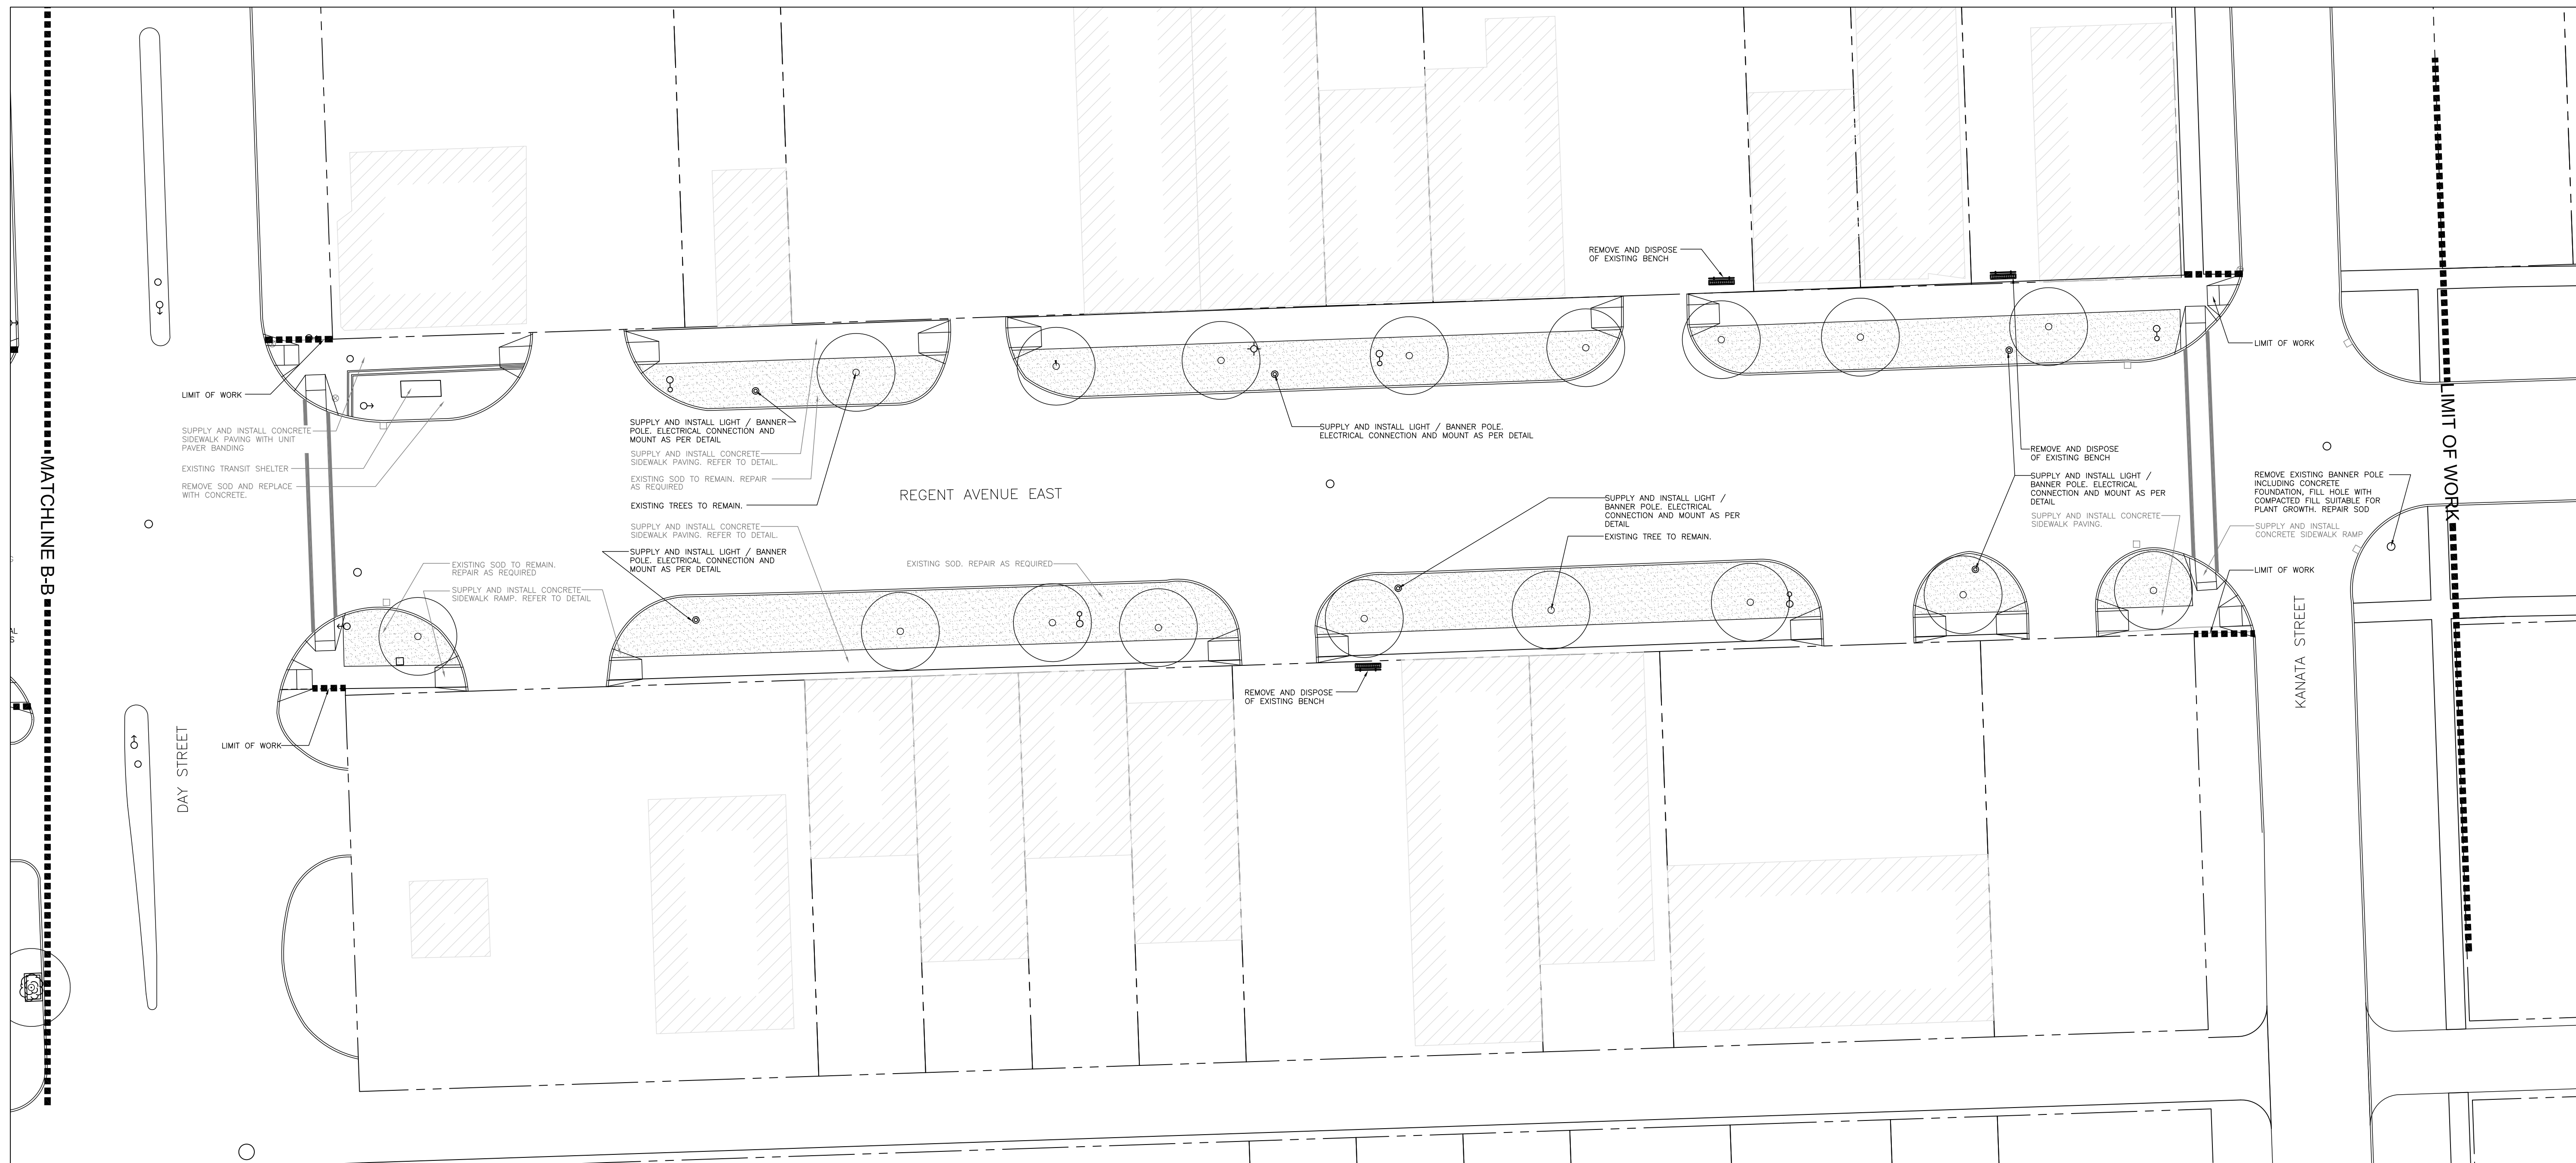 MATCHLINE B-B
LIMIT OF WORK
SUPPLY AND INSTALL CONCRETE
SIDEWALK PAVING WITH UNIT
PAVER BANDING
EXISTING TRANSIT SHELTER
REMOVE SOD AND REPLACE
WITH CONCRETE.
SUPPLY AND INSTALL LIGHT / BANNER
POLE. ELECTRICAL CONNECTION AND
MOUNT AS PER DETAIL
SUPPLY AND INSTALL CONCRETE
SIDEWALK PAVING. REFER TO DETAIL.
EXISTING SOD TO REMAIN. REPAIR
AS REQUIRED
EXISTING TREES TO REMAIN.
SUPPLY AND INSTALL CONCRETE
SIDEWALK PAVING. REFER TO DETAIL.
SUPPLY AND INSTALL LIGHT / BANNER
POLE. ELECTRICAL CONNECTION AND
MOUNT AS PER DETAIL
EXISTING SOD TO REMAIN.
REPAIR AS REQUIRED
SUPPLY AND INSTALL CONCRETE
SIDEWALK RAMP. REFER TO DETAIL
LIMIT OF WORK
DAY STREET
REGENT AVENUE EAST
EXISTING SOD. REPAIR AS REQUIRED
SUPPLY AND INSTALL LIGHT / BANNER POLE.
ELECTRICAL CONNECTION AND MOUNT AS PER DETAIL
REMOVE AND DISPOSE
OF EXISTING BENCH
SUPPLY AND INSTALL LIGHT /
BANNER POLE. ELECTRICAL
CONNECTION AND MOUNT AS PER
DETAIL
EXISTING TREE TO REMAIN.
REMOVE AND DISPOSE
OF EXISTING BENCH
REMOVE AND DISPOSE
OF EXISTING BENCH
SUPPLY AND INSTALL LIGHT /
BANNER POLE. ELECTRICAL
CONNECTION AND MOUNT AS PER
DETAIL
SUPPLY AND INSTALL CONCRETE
SIDEWALK PAVING.
LIMIT OF WORK
REMOVE EXISTING BANNER POLE
INCLUDING CONCRETE
FOUNDATION, FILL HOLE WITH
COMPACTED FILL SUITABLE FOR
PLANT GROWTH. REPAIR SOD
SUPPLY AND INSTALL
CONCRETE SIDEWALK RAMP
LIMIT OF WORK
KANATA STREET
LIMIT OF WORK